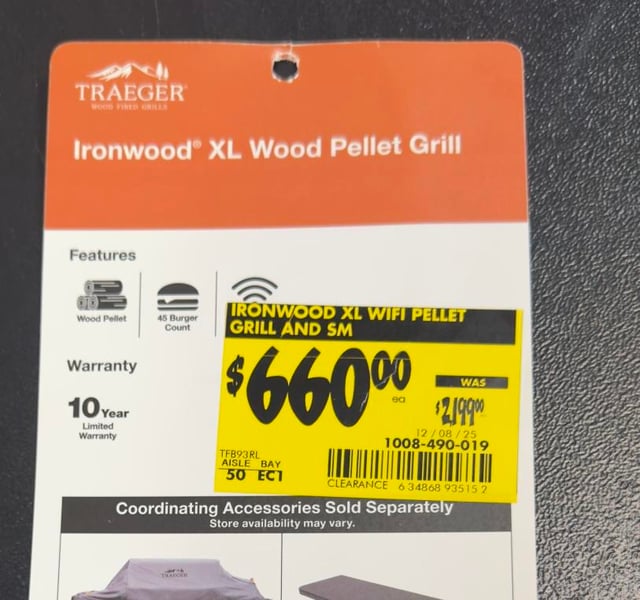 TRAEGER
WOOD FIRED GRILLS
Ironwood® XL Wood Pellet Grill
Features
Wood Pellet
45 Burger
Count
Warranty
10 Year
Limited
Warranty
IRONWOOD XL WIFI PELLET
GRILL AND SM
$660.00
ea
WAS
$2,199.00
12/08/25
1008-490-019
TFB93RL
AISLE BAY
50 EC1
CLEARANCE 6 34868 93515 2
Coordinating Accessories Sold Separately
Store availability may vary.
TRAEGER